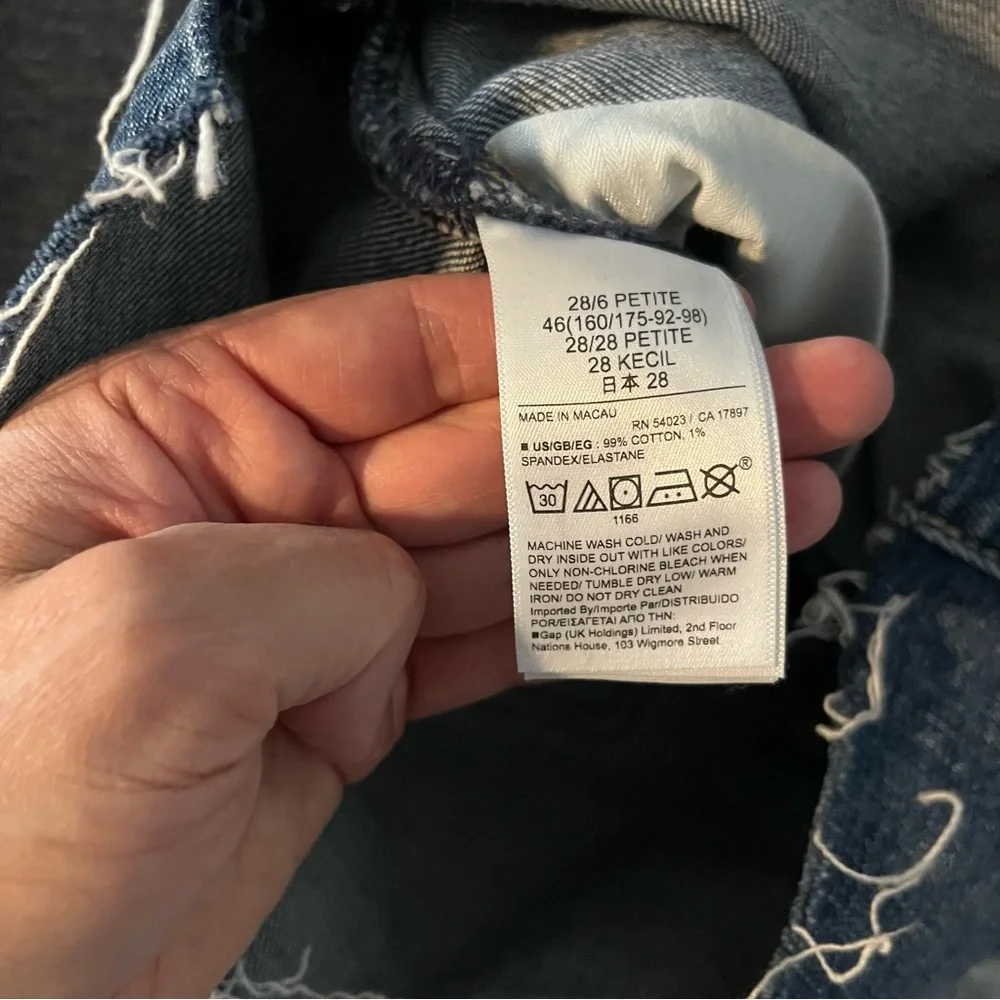 28/6 PETITE
46(160/175-92-98)
28/28 PETITE
28 KECIL
日本 28
MADE IN MACAU
RN 54023 / CA 17897
■ US/GB/EG : 99% COTTON, 1%
SPANDEX/ELASTANE
30
®
1166
MACHINE WASH COLD/ WASH AND
DRY INSIDE OUT WITH LIKE COLORS/
ONLY NON-CHLORINE BLEACH WHEN
NEEDED/ TUMBLE DRY LOW/ WARM
IRON/ DO NOT DRY CLEAN
Imported By/Importe Par/DISTRIBUIDO
POR/ΕΙΣΑΓΕΤΑΙ ΑΠΟ ΤΗΝ:
■Gap (UK Holdings) Limited, 2nd Floor
Nations House, 103 Wigmore Street